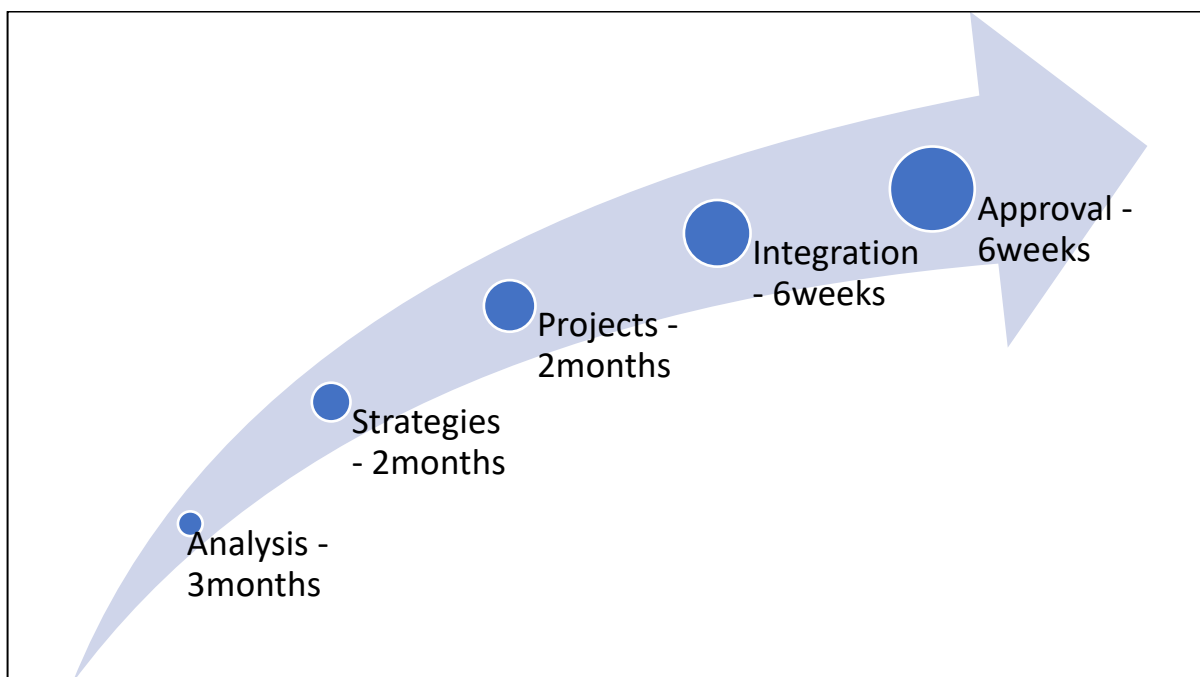 Analysis -
3months
Strategies
- 2months
Projects -
2months
Integration
- 6weeks
Approval -
6weeks